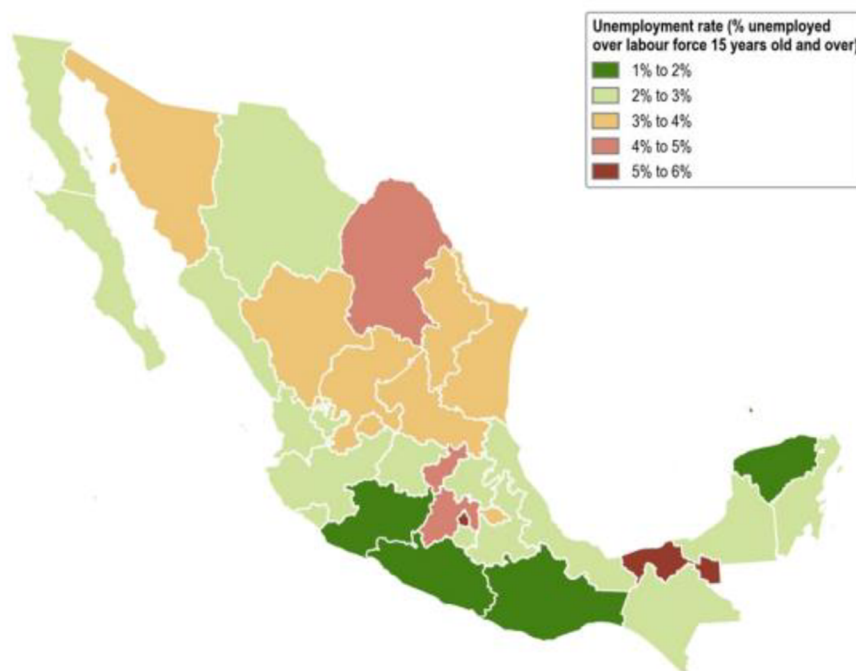 Unemployment rate (% unemployed
over labour force 15 years old and over)
1% to 2%
2% to 3%
3% to 4%
4% to 5%
5% to 6%